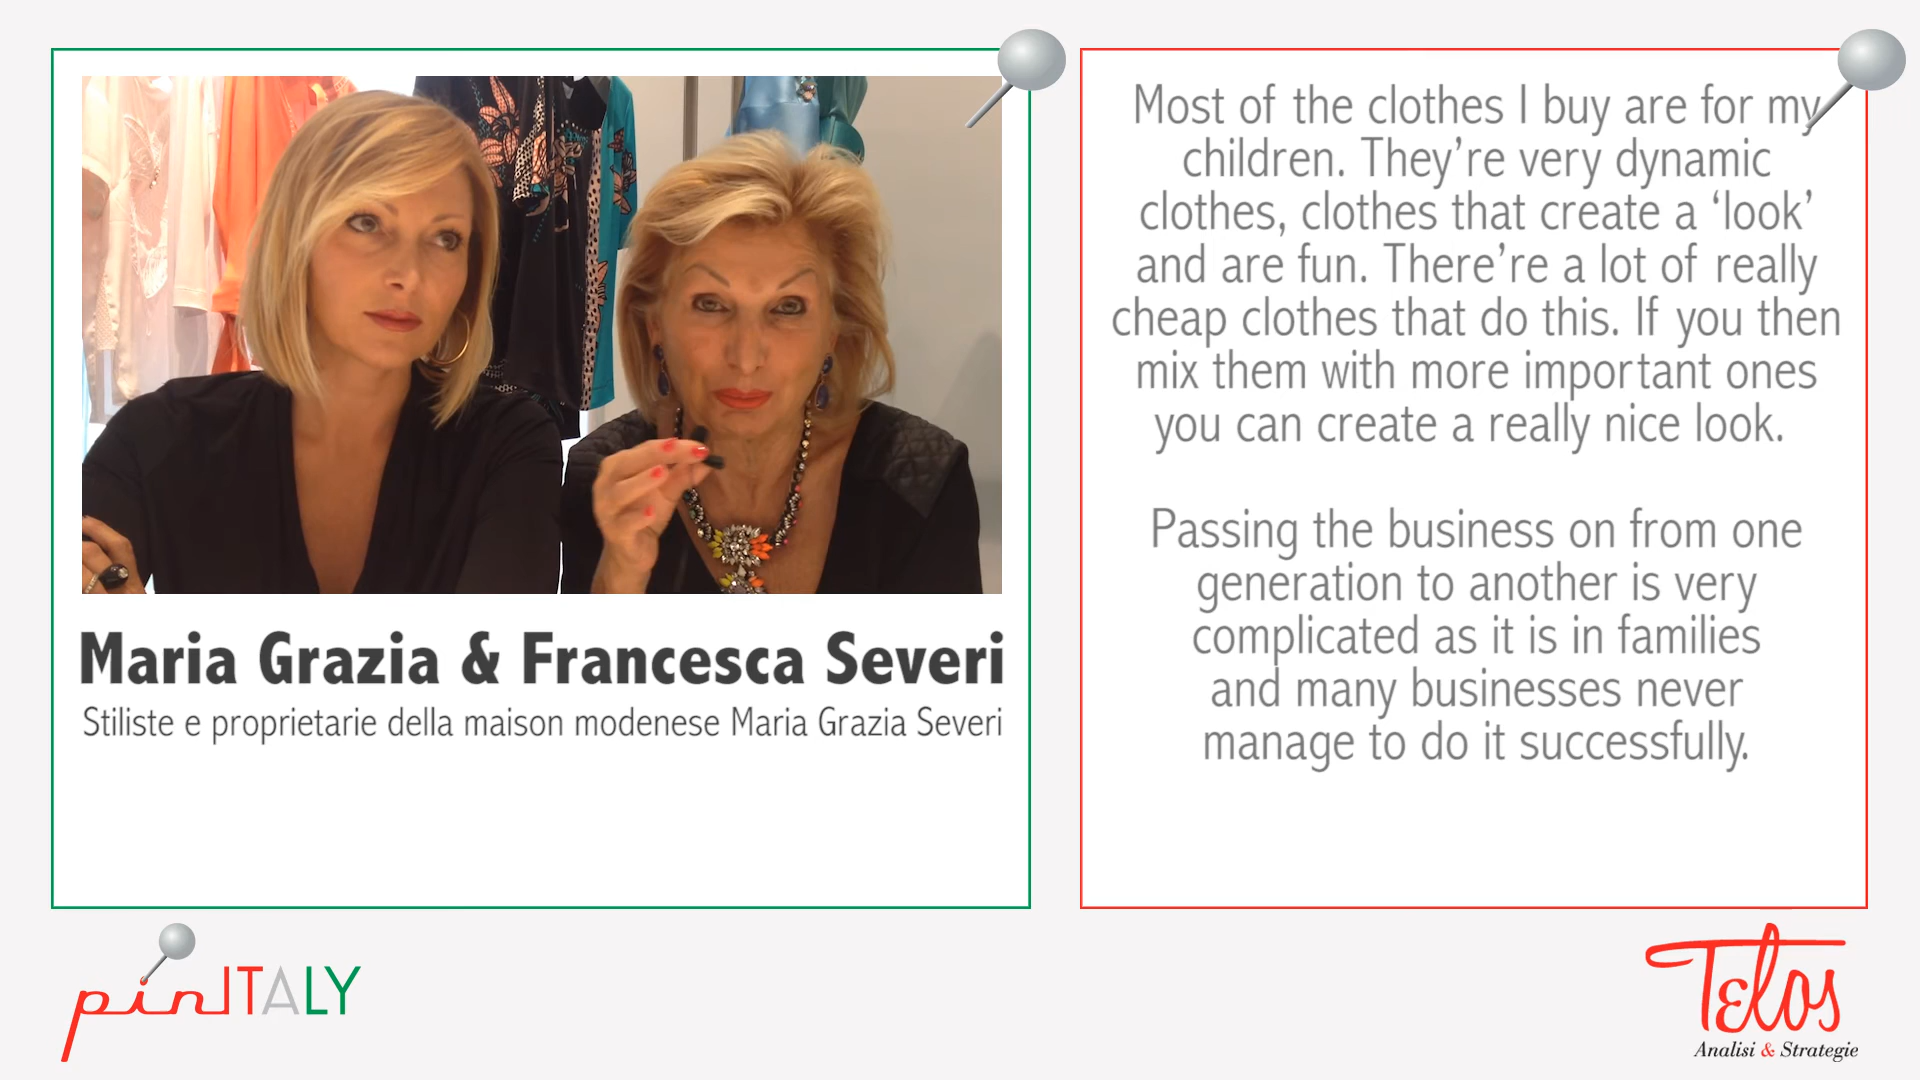 Maria Grazia & Francesca Severi
Stiliste e proprietarie della maison modenese Maria Grazia Severi
Most of the clothes I buy are for my
children. They’re very dynamic
clothes, clothes that create a ‘look’
and are fun. There’re a lot of really
cheap clothes that do this. If you then
mix them with more important ones
you can create a really nice look.
Passing the business on from one
generation to another is very
complicated as it is in families
and many businesses never
manage to do it successfully.
pinITALY
Telos
Analisi & Strategie